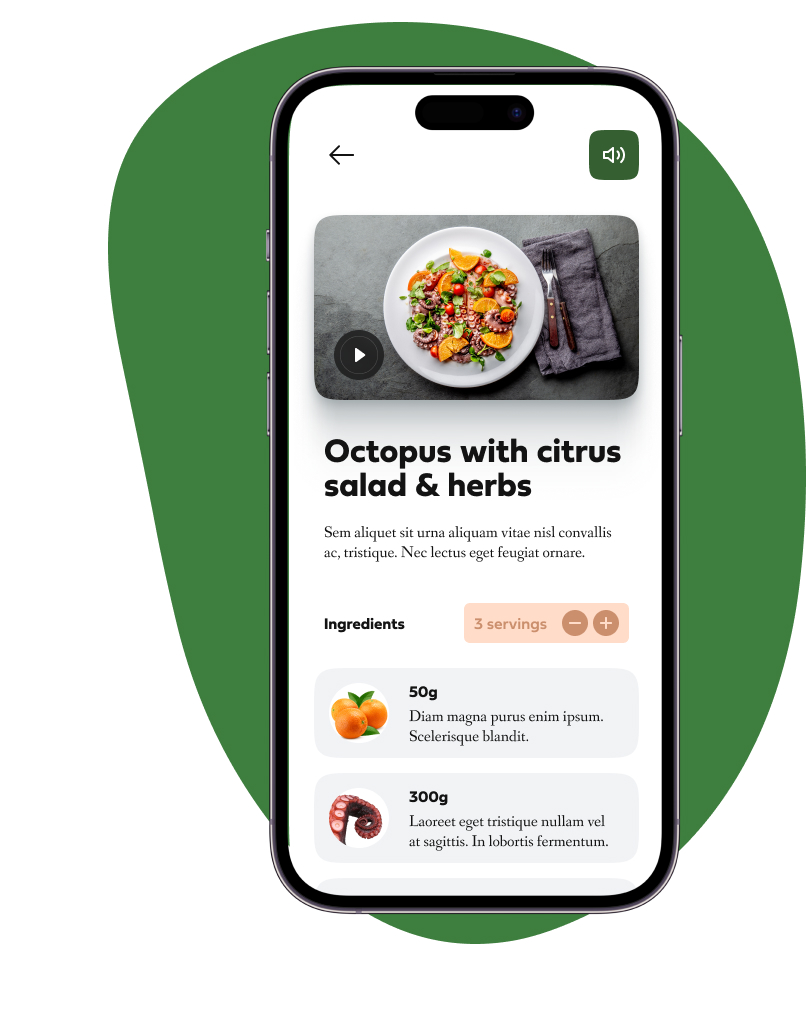 Octopus with citrus
salad & herbs
Sem aliquet sit urna aliquam vitae nisl convallis
ac, tristique. Nec lectus eget feugiat ornare.
Ingredients
3 servings
50g
Diam magna purus enim ipsum.
Scelerisque blandit.
300g
Laoreet eget tristique nullam vel
at sagittis. In lobortis fermentum.